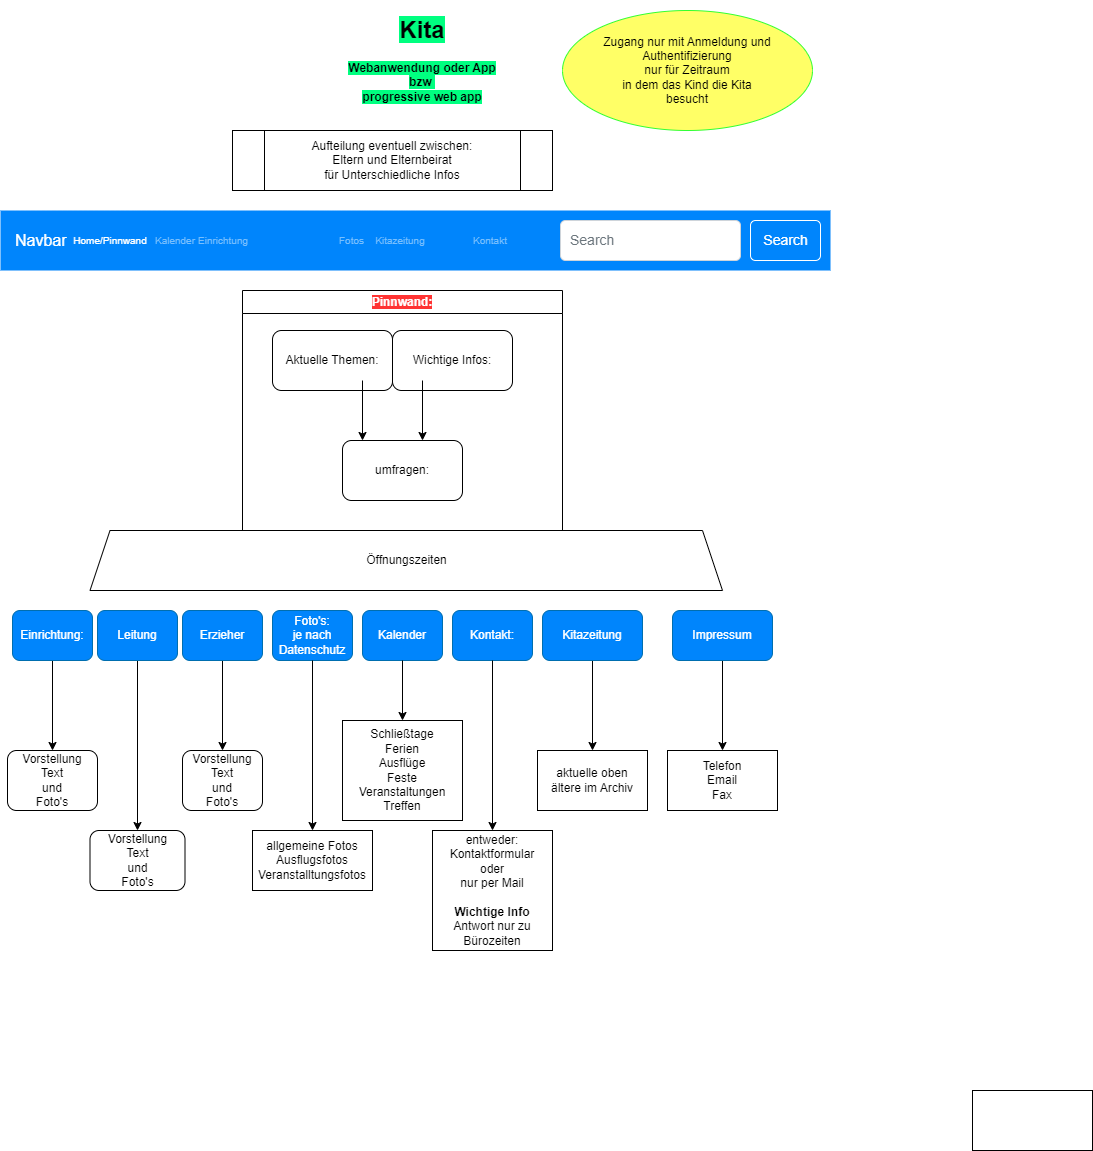 Kita
Webanwendung oder App
bzw
progressive web app
Zugang nur mit Anmeldung und
Authentifizierung
nur für Zeitraum
in dem das Kind die Kita
besucht
Aufteilung eventuell zwischen:
Eltern und Elternbeirat
für Unterschiedliche Infos
Navbar Home/Pinnwand Kalender Einrichtung Fotos Kitazeitung Kontakt Search Search
Pinnwand:
Aktuelle Themen:
Wichtige Infos:
umfragen:
Öffnungszeiten
Einrichtung:
Leitung
Erzieher
Foto's:
je nach
Datenschutz
Kalender
Kontakt:
Kitazeitung
Impressum
Vorstellung
Text
und
Foto's
Vorstellung
Text
und
Foto's
Vorstellung
Text
und
Foto's
allgemeine Fotos
Ausflugsfotos
Veranstalltungsfotos
Schließtage
Ferien
Ausflüge
Feste
Veranstaltungen
Treffen
entweder:
Kontaktformular
oder
nur per Mail
Wichtige Info
Antwort nur zu
Bürozeiten
aktuelle oben
ältere im Archiv
Telefon
Email
Fax